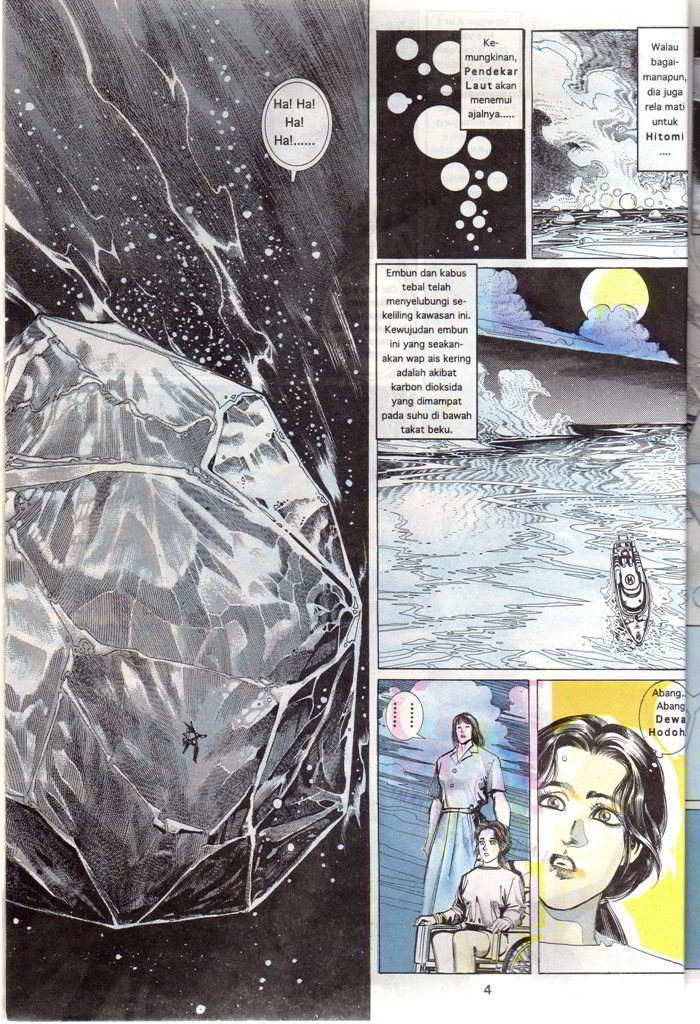 Ha! Ha!
Ha!
Ha!......
Ke-
mungkinan,
Pendekar
Laut akan
menemui
ajalnya.....
Walau
bagai-
manapun,
dia juga
rela mati
untuk
Hitomi
....
Embun dan kabus
tebal telah
menyelubungi se-
keliling kawasan ini.
Kewujudan embun
ini yang seakan-
akan wap ais kering
adalah akibat
karbon dioksida
yang dimampat
pada suhu di bawah
takat beku.
H
Abang..
Abang
Dewa
Hodoh
4